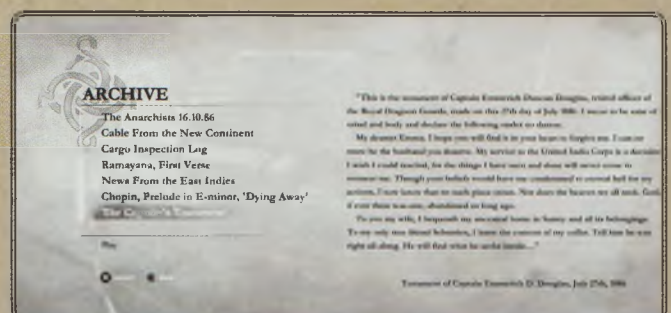 ARCHIVE
The Anarchists 16.10.86
Cable From the New Continent
Cargo Inspection Log
Ramayana, First Verse
News From the East Indies
Chopin, Prelude in E-minor, 'Dying Away'
The
Play
"This is the testament of Captain Emmerich Duncan Douglas, retired officer of
the Royal Dragoon Guards, made on this 27th day of July 1886. I swear to be sane of
mind and body and declare the following under no duress.
My dearest Emma, I hope you will find it in your heart to forgive me. I can no
more be the husband you deserve. My service to the United India Corps is a decision
I wish I could rescind, for the things I have seen and done will never cease to
me. Though your beliefs would have me condemned to eternal hell for my
actions, I now know that no such place exists. Nor does the heaven we all seek. God,
if ever there was one, abandoned us long ago.
To you my wife, I bequeath my ancestral home in Surrey and all its belongings.
To my only true friend Sebastien, I leave the contents of my cellar. Tell him he was
right all along. He will find what he seeks inside..."
Testament of Captain Emmerich D. Douglas, July 27th, 1886